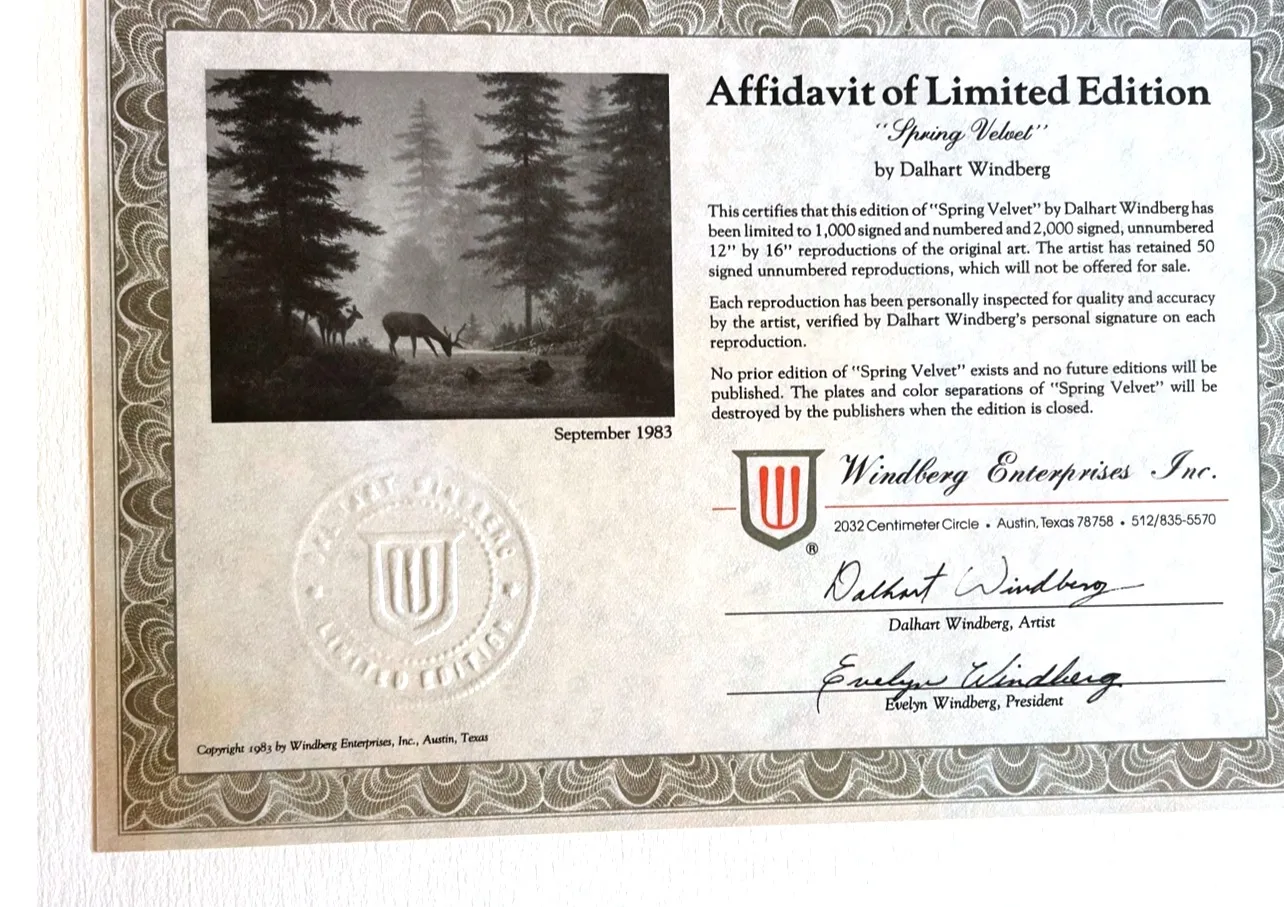 Affidavit of Limited Edition
"Spring Velvet"
by Dalhart Windberg
This certifies that this edition of "Spring Velvet" by Dalhart Windberg has
been limited to 1,000 signed and numbered and 2,000 signed, unnumbered
12" by 16" reproductions of the original art. The artist has retained 50
signed unnumbered reproductions, which will not be offered for sale.
Each reproduction has been personally inspected for quality and accuracy
by the artist, verified by Dalhart Windberg's personal signature on each
reproduction.
No prior edition of "Spring Velvet" exists and no future editions will be
published. The plates and color separations of "Spring Velvet" will be
destroyed by the publishers when the edition is closed.
September 1983
Windberg Enterprises Inc.
2032 Centimeter Circle • Austin, Texas 78758 • 512/835-5570
®
Dalhart Windberg
Dalhart Windberg, Artist
Evelyn Windberg
Evelyn Windberg, President
LIMITED EDITION
Copyright 1983 by Windberg Enterprises, Inc., Austin, Texas